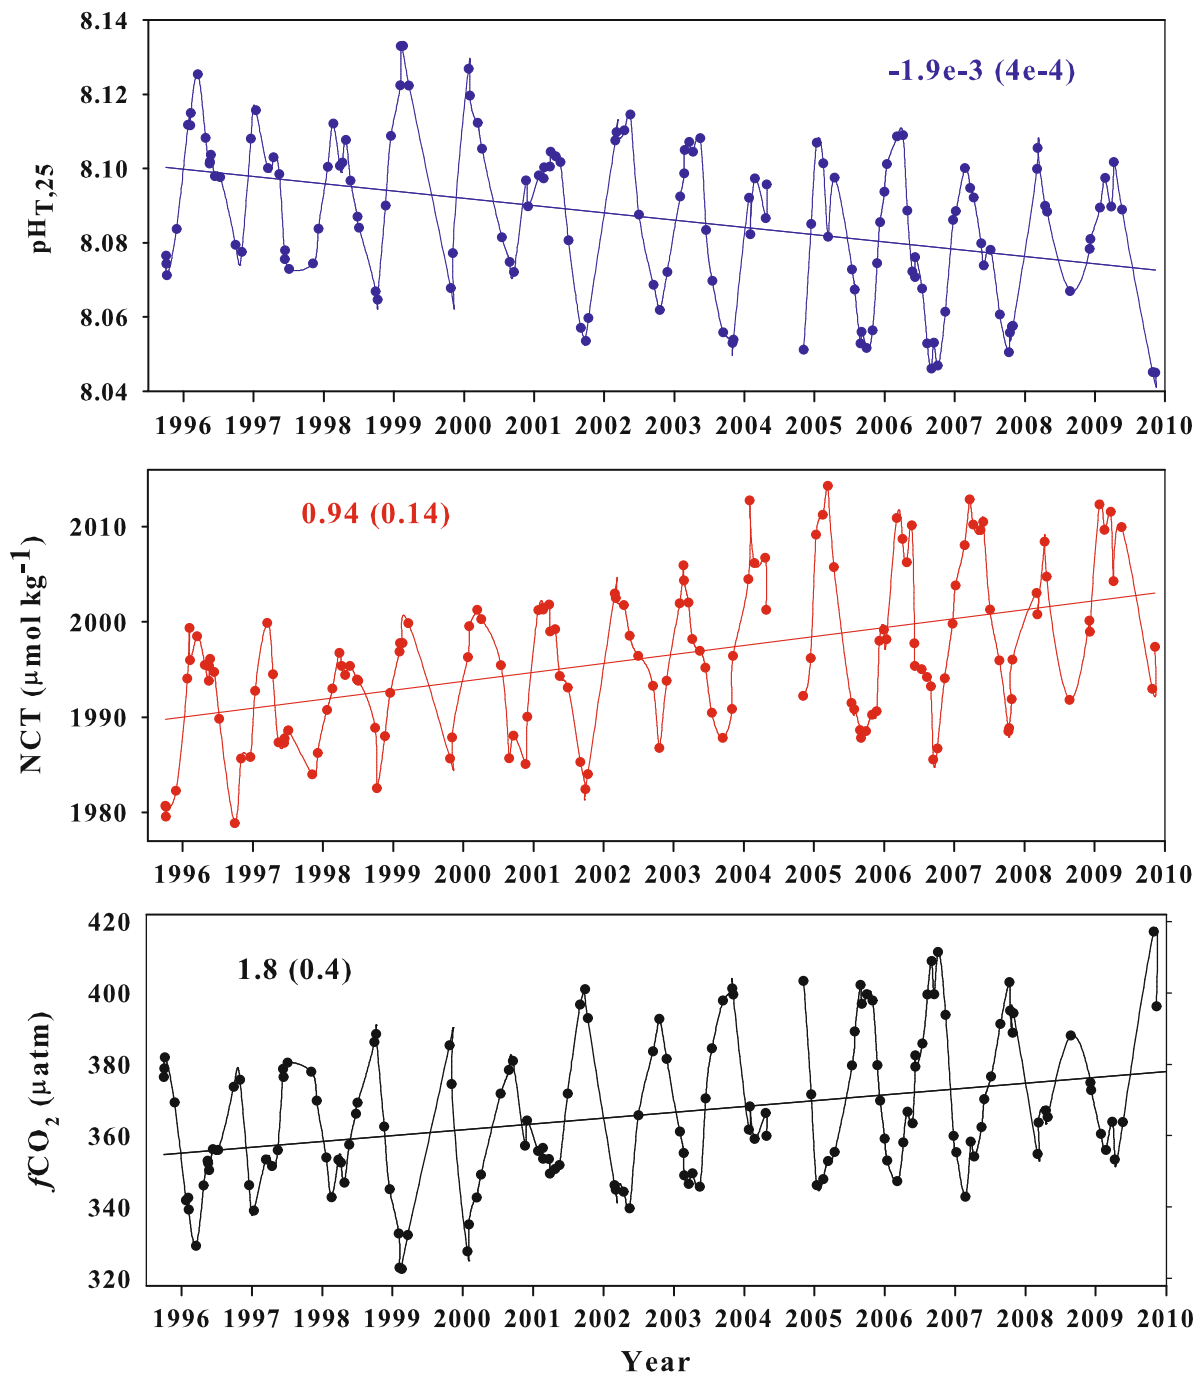 8.14
8.12
8.10
8.08
8.06
8.04
pHT,25
-1.9e-3 (4e-4)
1996 1997 1998 1999 2000 2001 2002 2003 2004 2005 2006 2007 2008 2009 2010
2010
2000
1990
1980
NCT (μmol kg-1)
0.94 (0.14)
1996 1997 1998 1999 2000 2001 2002 2003 2004 2005 2006 2007 2008 2009 2010
420
400
380
360
340
320
fCO2 (μatm)
1.8 (0.4)
1996 1997 1998 1999 2000 2001 2002 2003 2004 2005 2006 2007 2008 2009 2010
Year